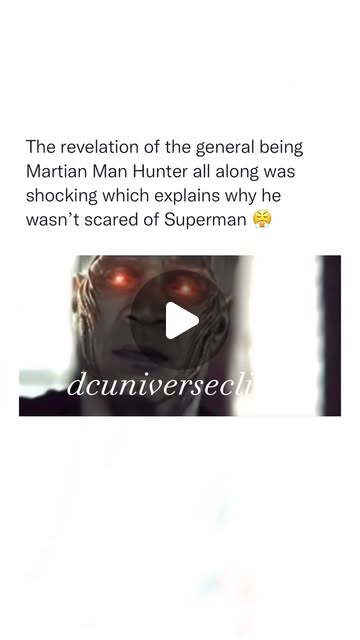 The revelation of the general being
Martian Man Hunter all along was
shocking which explains why he
wasn’t scared of Superman 😤
dcuniversecli